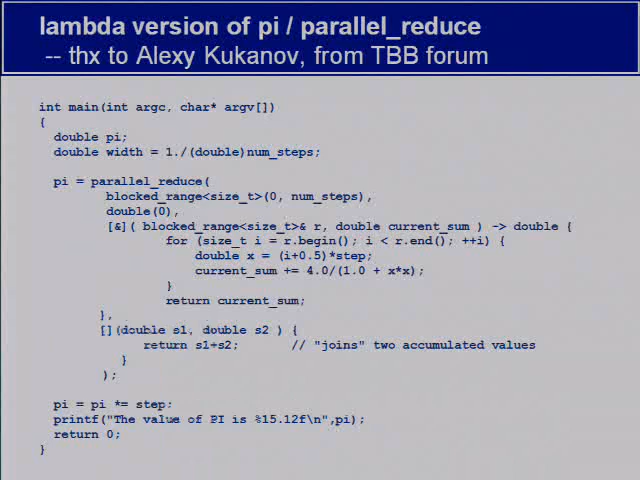 lambda version of pi / parallel_reduce
-- thx to Alexy Kukanov, from TBB forum
int main(int argc, char* argv[])
{
double pi;
double width = 1./(double)num_steps;
pi = parallel_reduce(
blocked_range<size_t>(0, num_steps),
double(0),
[&]( blocked_range<size_t>& r, double current_sum ) -> double {
for (size_t i = r.begin(); i < r.end(); ++i) {
double x = (i+0.5)*step;
current_sum += 4.0/(1.0 + x*x);
}
return current_sum;
},
[](double s1, double s2 ) {
return s1+s2; // "joins" two accumulated values
}
);
pi = pi *= step;
printf("The value of PI is %15.12f\n",pi);
return 0;
}